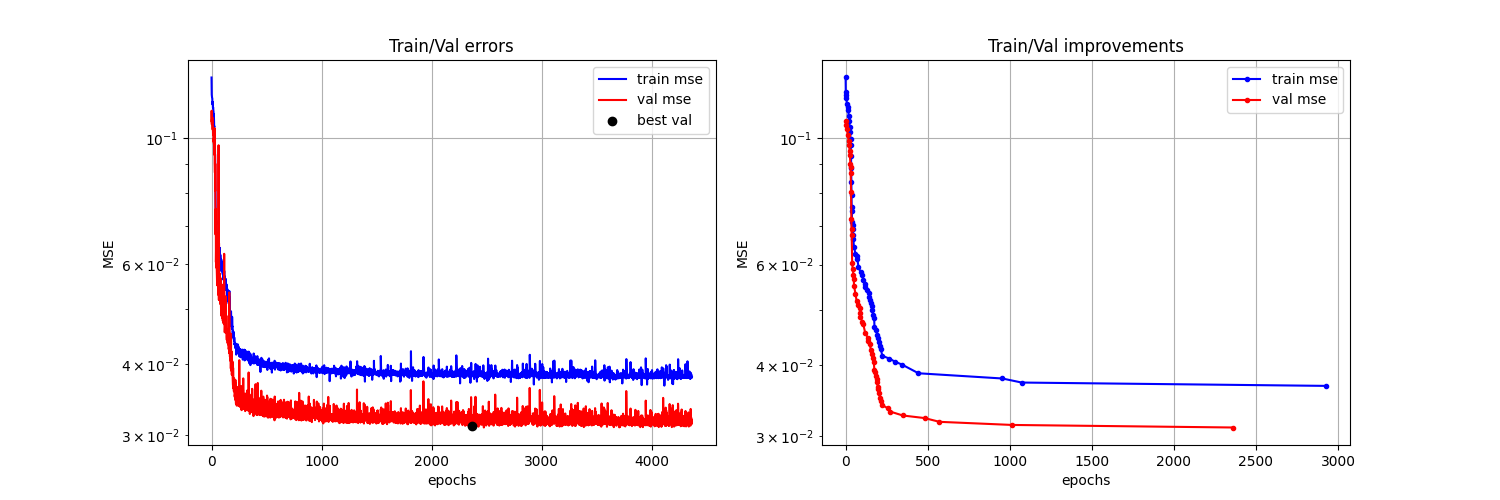 Train/Val errors
train mse
val mse
best val
10⁻¹
6 × 10⁻²
4 × 10⁻²
3 × 10⁻²
MSE
0 1000 2000 3000 4000
epochs
Train/Val improvements
train mse
val mse
10⁻¹
6 × 10⁻²
4 × 10⁻²
3 × 10⁻²
MSE
0 500 1000 1500 2000 2500 3000
epochs